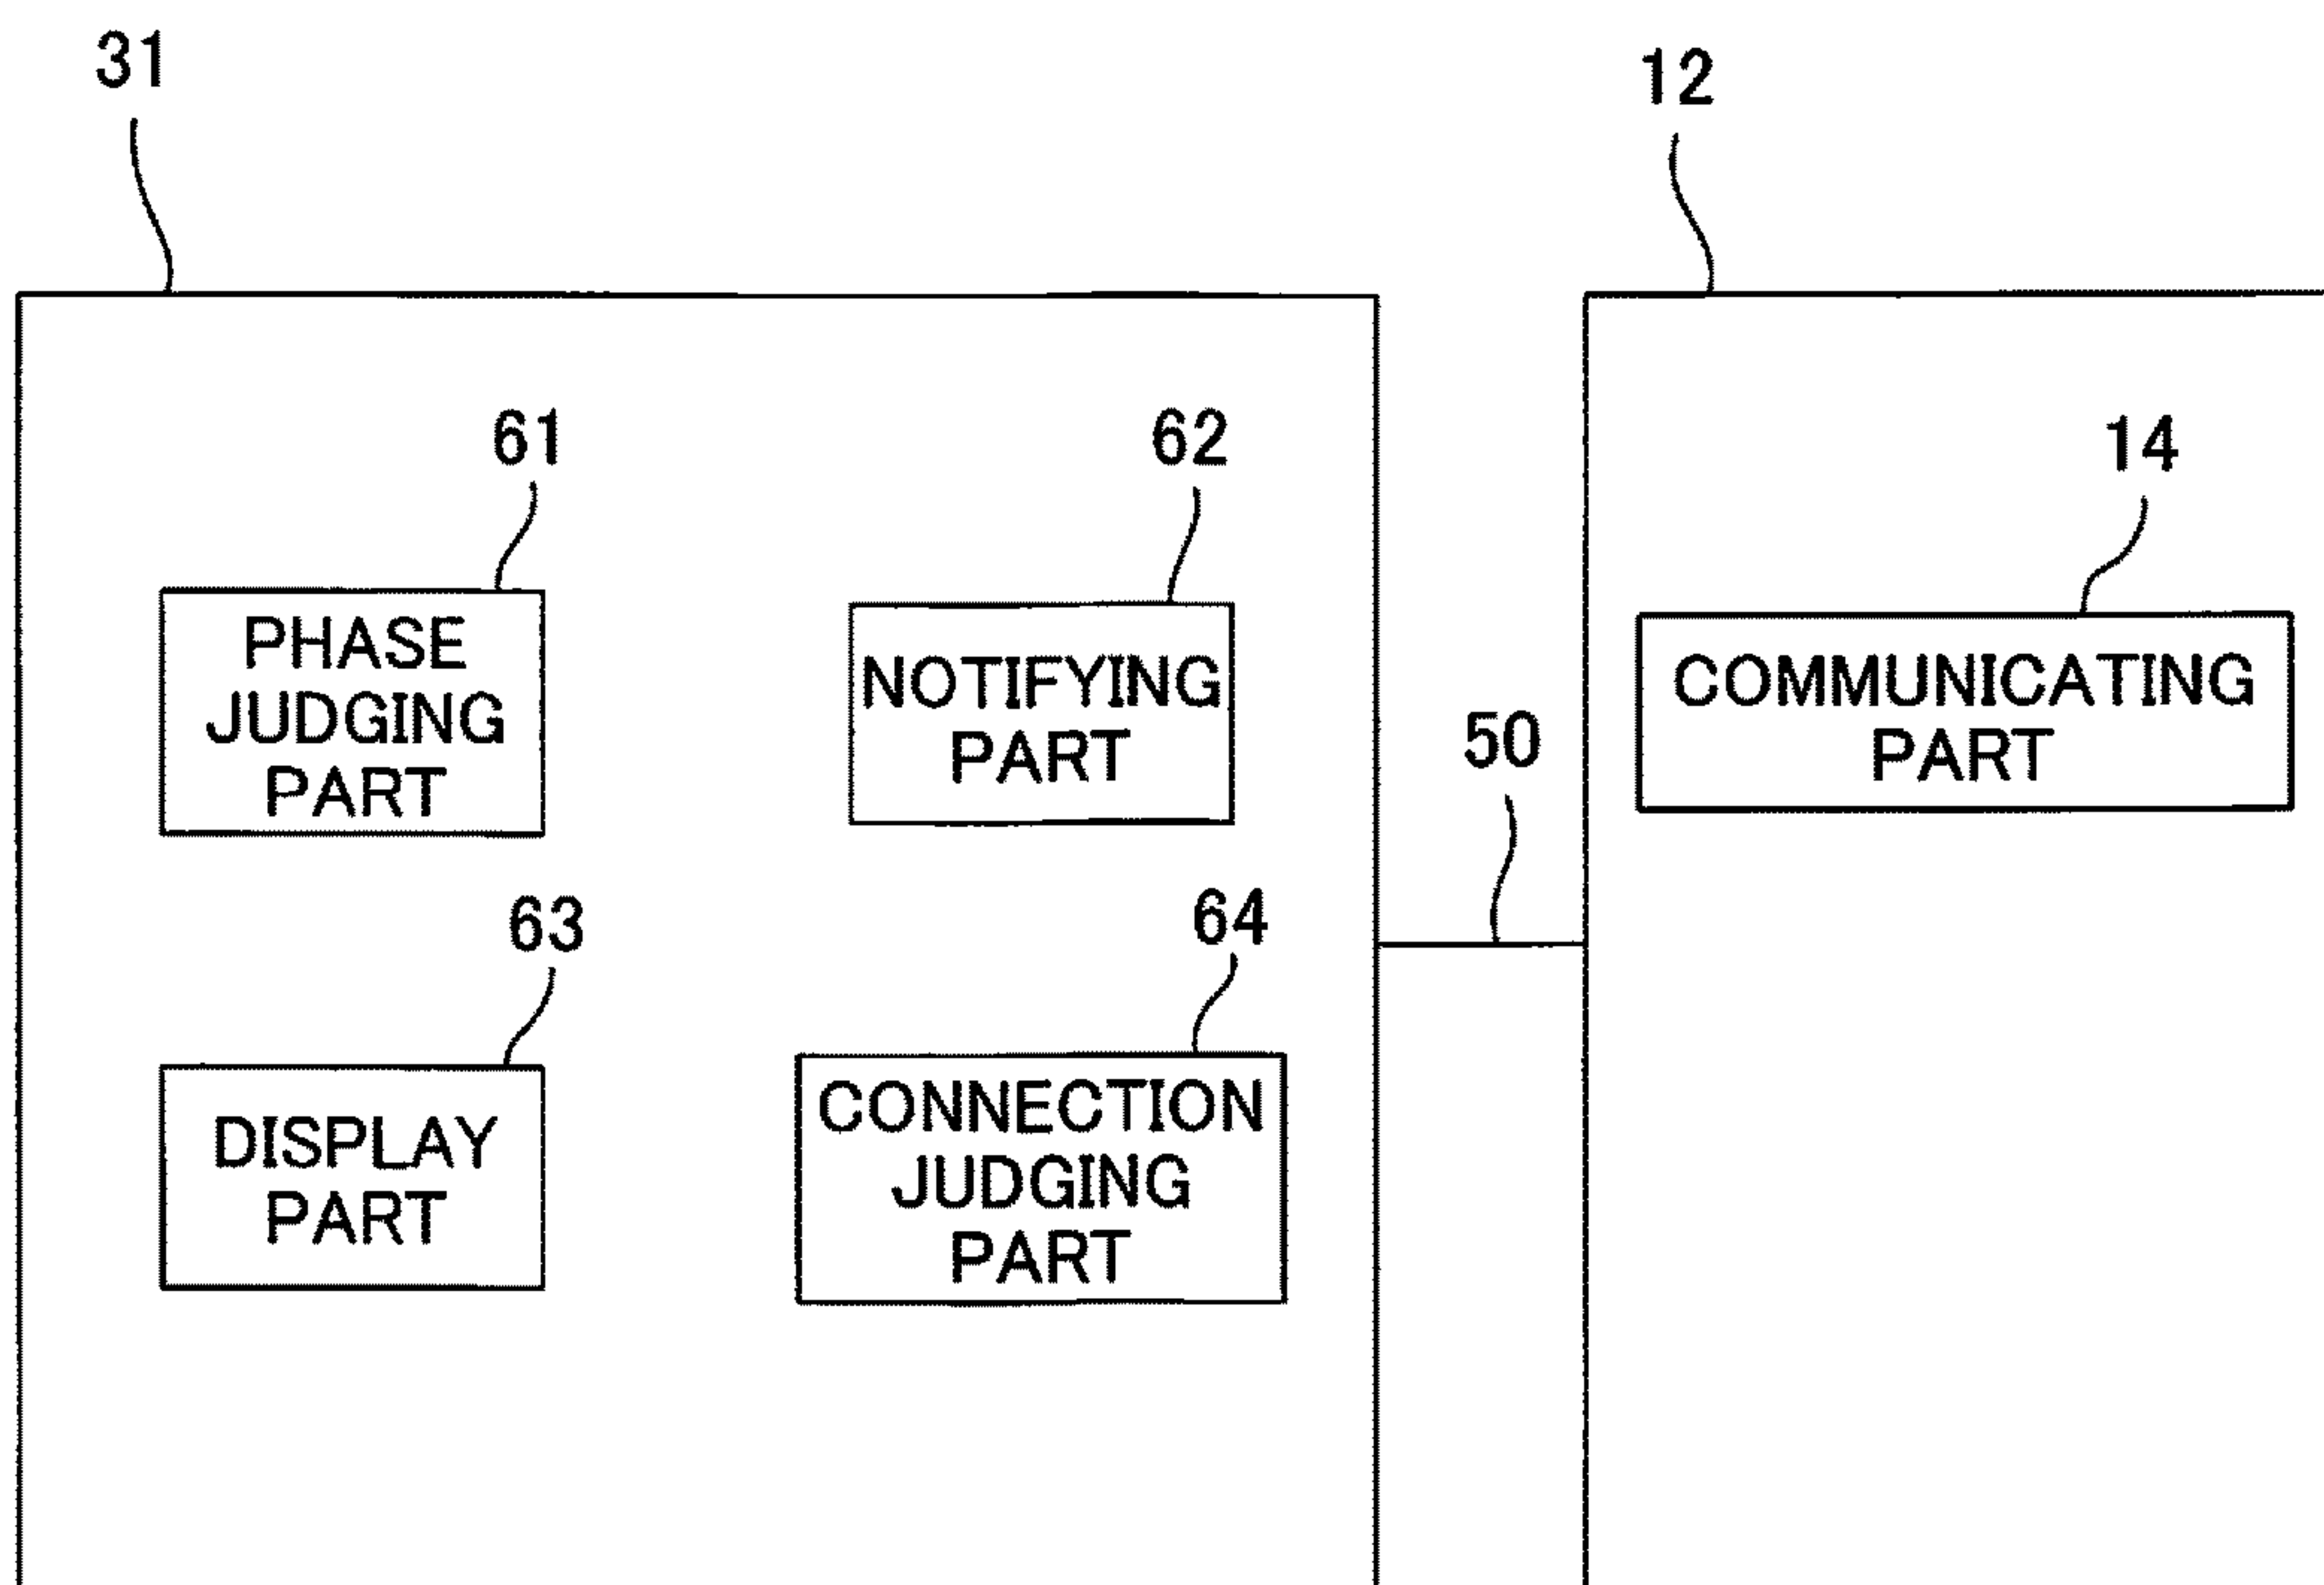 31
12
61
62
14
PHASE
JUDGING
PART
NOTIFYING
PART
50
COMMUNICATING
PART
63
64
DISPLAY
PART
CONNECTION
JUDGING
PART